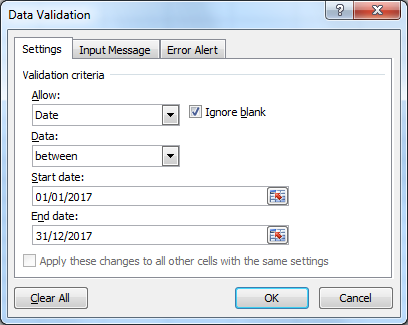 Data Validation
Settings Input Message Error Alert
Validation criteria
Allow:
Date Ignore blank
Data:
between
Start date:
01/01/2017
End date:
31/12/2017
Apply these changes to all other cells with the same settings
Clear All OK Cancel